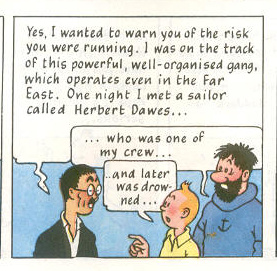 Yes, I wanted to warn you of the risk
you were running. I was on the track
of this powerful, well-organised gang,
which operates even in the Far
East. One night I met a sailor
called Herbert Dawes...
... who was one of
my crew...
..and later
was drow-
ned...